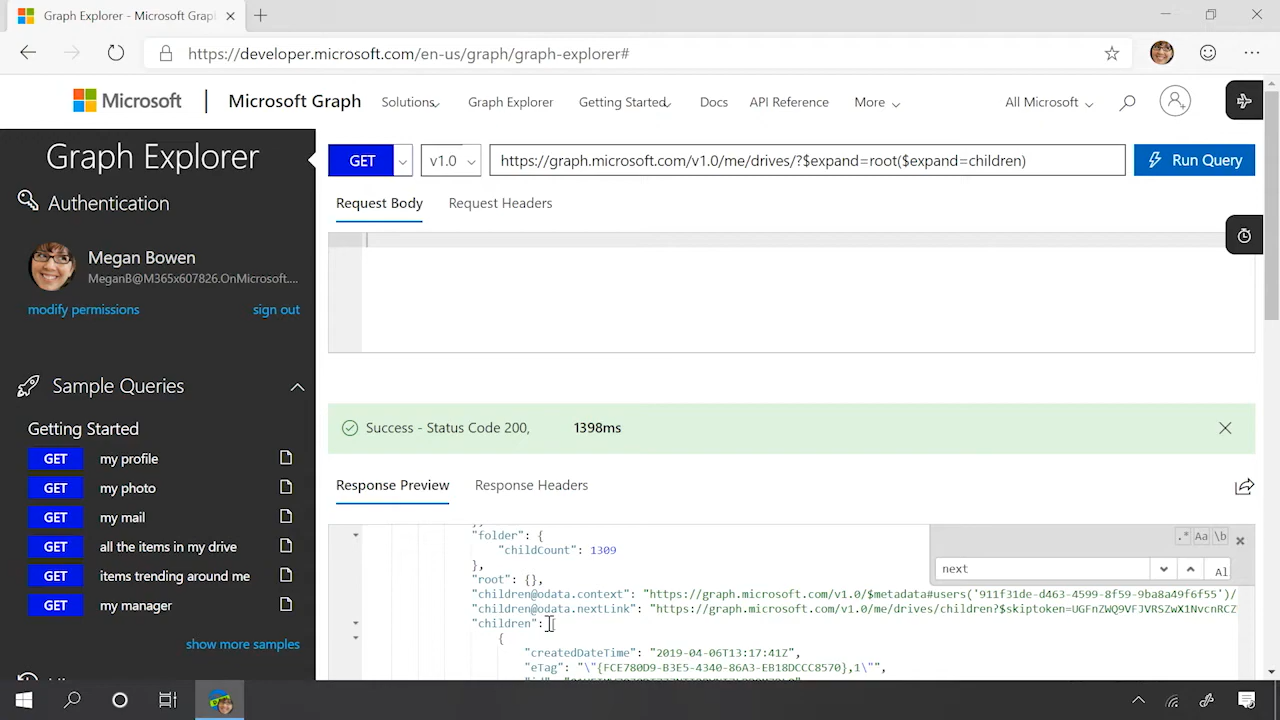 Graph Explorer - Microsoft Grap
https://developer.microsoft.com/en-us/graph/graph-explorer#
Microsoft
Microsoft Graph
Solutions
Graph Explorer
Getting Started
Docs
API Reference
More
All Microsoft
Graph Explorer
Authentication
Megan Bowen
MeganB@M365x607826.OnMicrosoft....
modify permissions
sign out
Sample Queries
Getting Started
GET my profile
GET my photo
GET my mail
GET all the items in my drive
GET items trending around me
GET my manager
show more samples
GET
v1.0
https://graph.microsoft.com/v1.0/me/drives/?$expand=root($expand=children)
Run Query
Request Body
Request Headers
Success - Status Code 200,
1398ms
Response Preview
Response Headers
.* Aa \b
next
Al
"folder": {
"childCount": 1309
},
"root": {},
"children@odata.context": "https://graph.microsoft.com/v1.0/$metadata#users('911f31de-d463-4599-8f59-9ba8a49f6f55')/
"children@odata.nextLink": "https://graph.microsoft.com/v1.0/me/drives/children?$skiptoken=UGFnZWQ9VFJVRSZwX1NvcnRCZ
"children": [
{
"createdDateTime": "2019-04-06T13:17:41Z",
"eTag": "\"{FCE780D9-B3E5-4340-86A3-EB18DCCC8570},1\"",